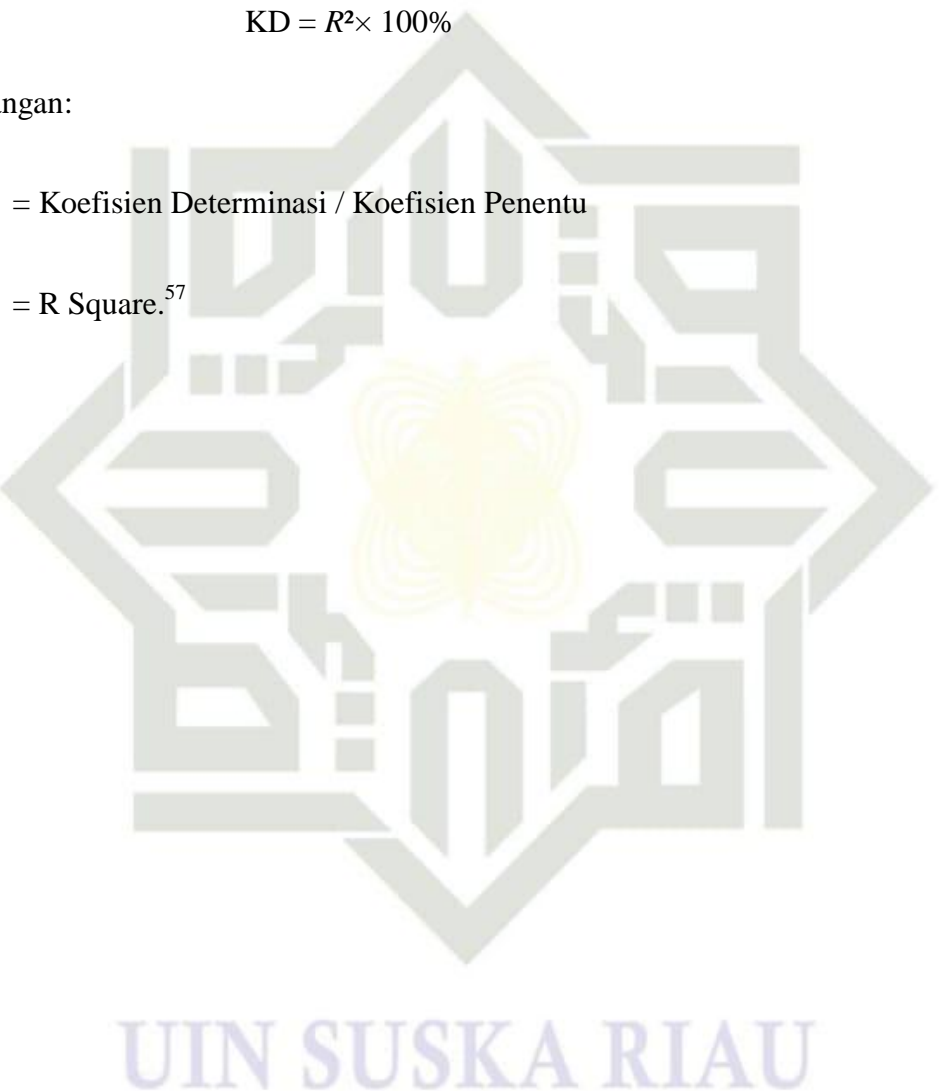 KD = R²× 100%
angan:
= Koefisien Determinasi / Koefisien Penentu
= R Square.⁵⁷
UIN SUSKA RIAU